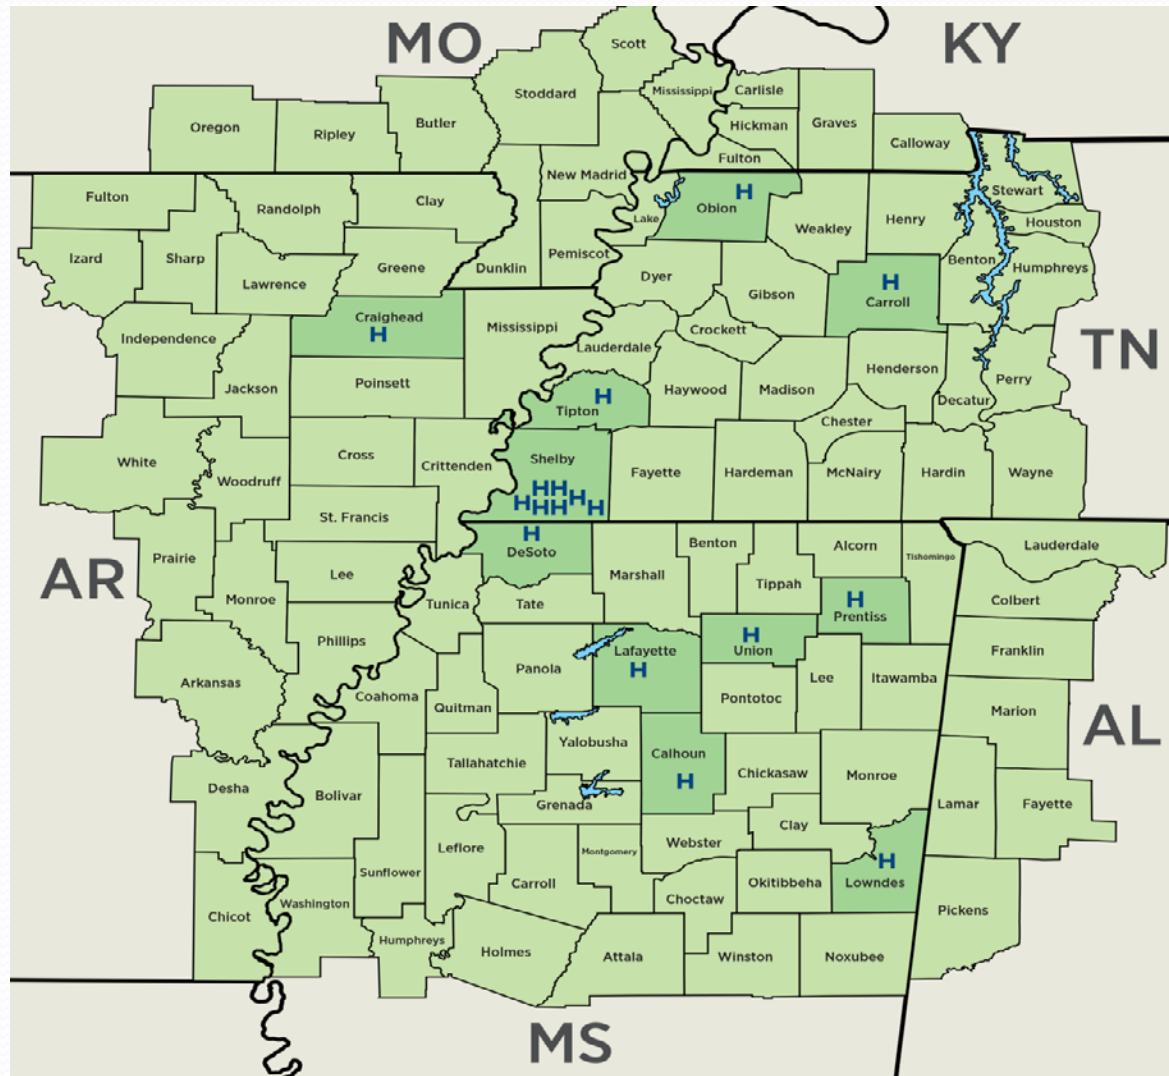 MO
KY
Scott
Stoddard
Mississippi
Carlisle
Oregon
Ripley
Butler
Hickman
Graves
Calloway
Fulton
New Madrid
Stewart
Fulton
Randolph
Clay
Lake
H
Obion
Weakley
Henry
Houston
Izard
Sharp
Greene
Dunklin
Pemiscot
Benton
Humphreys
Lawrence
Dyer
Gibson
H
Carroll
Craighead
H
Mississippi
Crockett
Independence
Lauderdale
TN
Jackson
Poinsett
Haywood
Madison
Henderson
Perry
H
Tipton
Decatur
Chester
White
Woodruff
Cross
Crittenden
Shelby
HH
H HH H H
Fayette
Hardeman
McNairy
Hardin
Wayne
St. Francis
H
DeSoto
Benton
Alcorn
Tishomingo
Lauderdale
Prairie
AR
Lee
Marshall
Tippah
Monroe
Tunica
Tate
H
Prentiss
Colbert
Phillips
H
Union
Franklin
Arkansas
Panola
Lafayette
H
Lee
Itawamba
Coahoma
Quitman
Pontotoc
Marion
AL
Yalobusha
Calhoun
H
Tallahatchie
Chickasaw
Monroe
Desha
Bolivar
Grenada
Lamar
Fayette
Clay
Leflore
Montgomery
Webster
H
Lowndes
Sunflower
Carroll
Okitibbeha
Choctaw
Chicot
Washington
Pickens
Humphreys
Holmes
Attala
Winston
Noxubee
MS